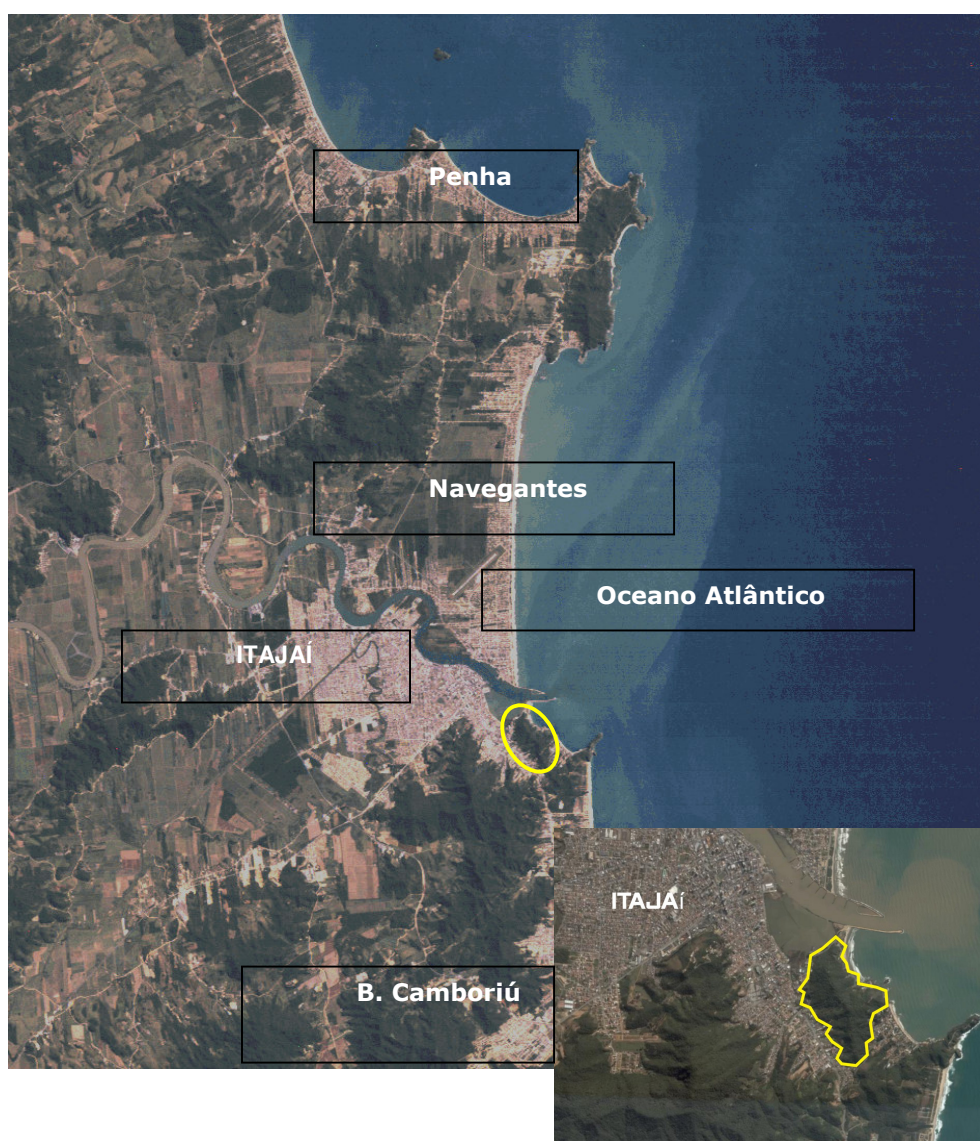 Penha
Navegantes
Oceano Atlântico
ITAJAÍ
B. Camboriú
ITAJAí